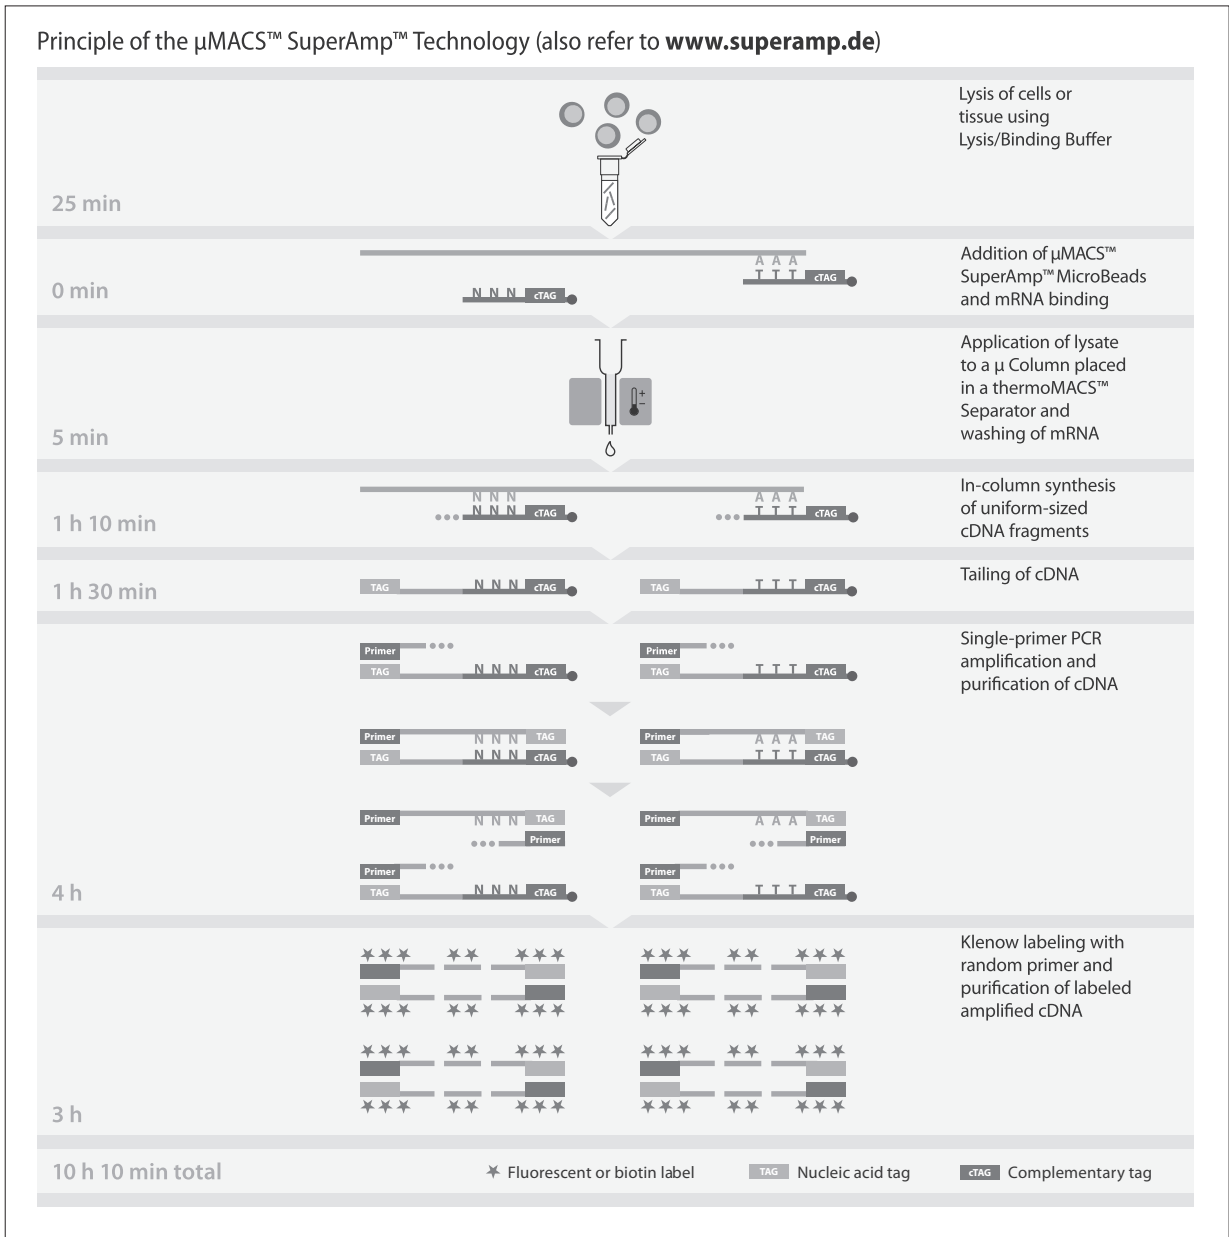 Principle of the µMACS™ SuperAmp™ Technology (also refer to www.superamp.de)
Lysis of cells or
tissue using
Lysis/Binding Buffer
25 min
A A A
T T T cTAG
N N N cTAG
0 min
Addition of µMACS™
SuperAmp™ MicroBeads
and mRNA binding
+
−
5 min
Application of lysate
to a µ Column placed
in a thermoMACS™
Separator and
washing of mRNA
N N N A A A
N N N cTAG T T T cTAG
1 h 10 min
In-column synthesis
of uniform-sized
cDNA fragments
1 h 30 min
TAG N N N cTAG TAG T T T cTAG
Tailing of cDNA
Single-primer PCR
amplification and
purification of cDNA
Primer Primer
TAG N N N cTAG TAG T T T cTAG
Primer N N N TAG Primer A A A TAG
TAG N N N cTAG TAG T T T cTAG
Primer N N N TAG Primer A A A TAG
Primer Primer
Primer Primer
TAG N N N cTAG TAG T T T cTAG
4 h
Klenow labeling with
random primer and
purification of labeled
amplified cDNA
3 h
10 h 10 min total
Fluorescent or biotin label
TAG Nucleic acid tag
cTAG Complementary tag